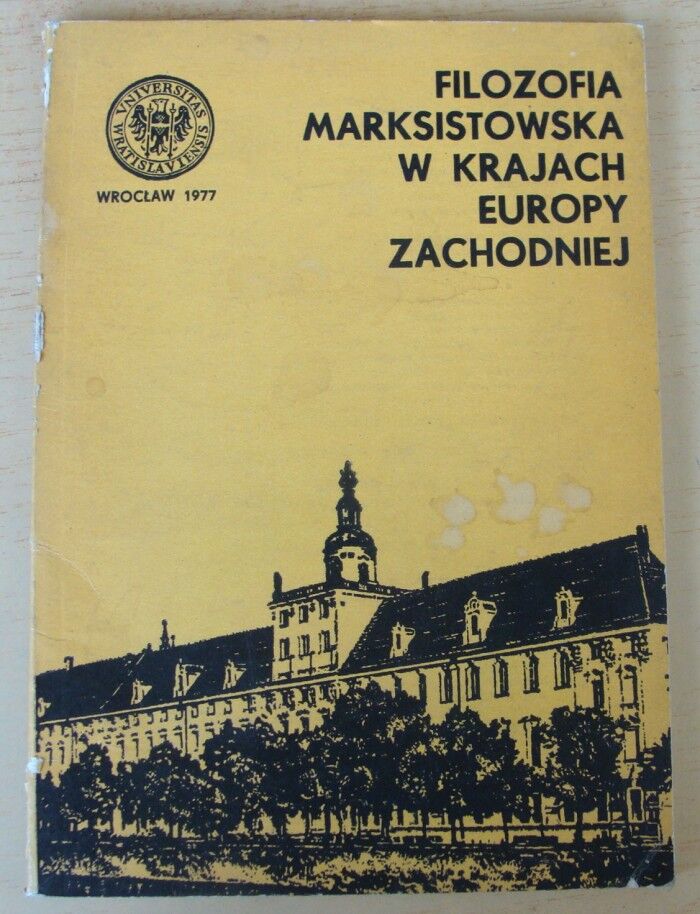 VNIVERSITAS
WRATISLAVIENSIS
WROCŁAW 1977
FILOZOFIA
MARKSISTOWSKA
W KRAJACH
EUROPY
ZACHODNIEJ